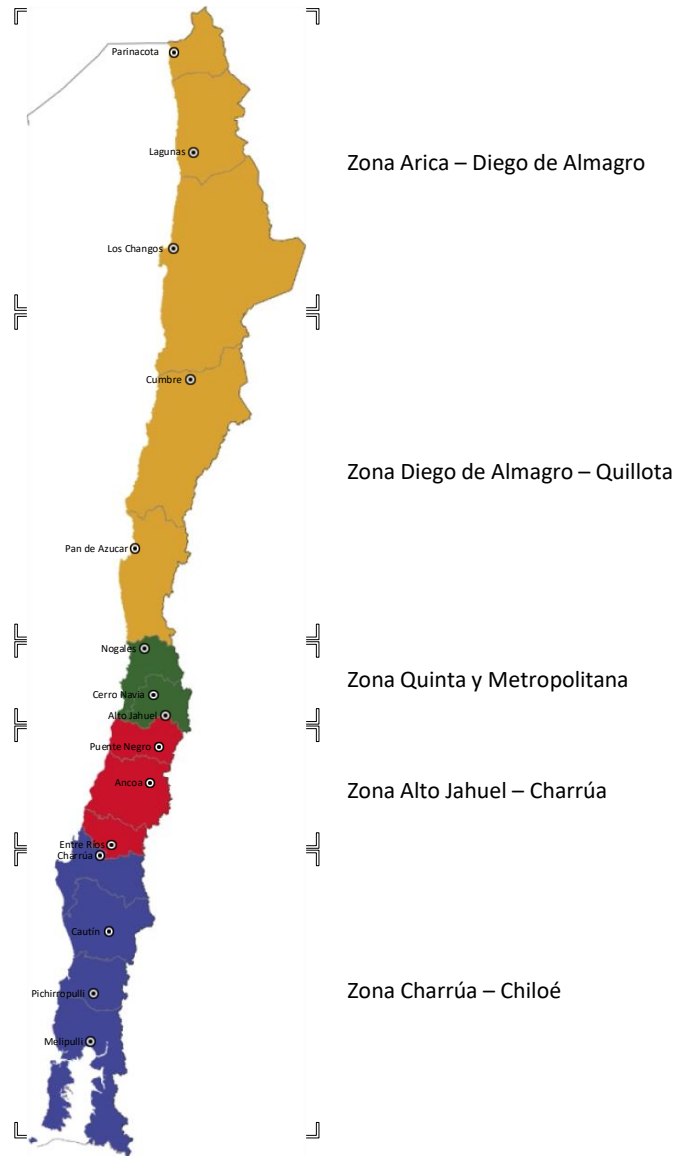 Parinacota
Lagunas
Zona Arica – Diego de Almagro
Los Changos
Cumbre
Zona Diego de Almagro – Quillota
Pan de Azucar
Nogales
Zona Quinta y Metropolitana
Cerro Navia
Alto Jahuel
Puente Negro
Ancoa
Zona Alto Jahuel – Charrúa
Entre Ríos
Charrúa
Cautín
Pichirropulli
Zona Charrúa – Chiloé
Melipulli